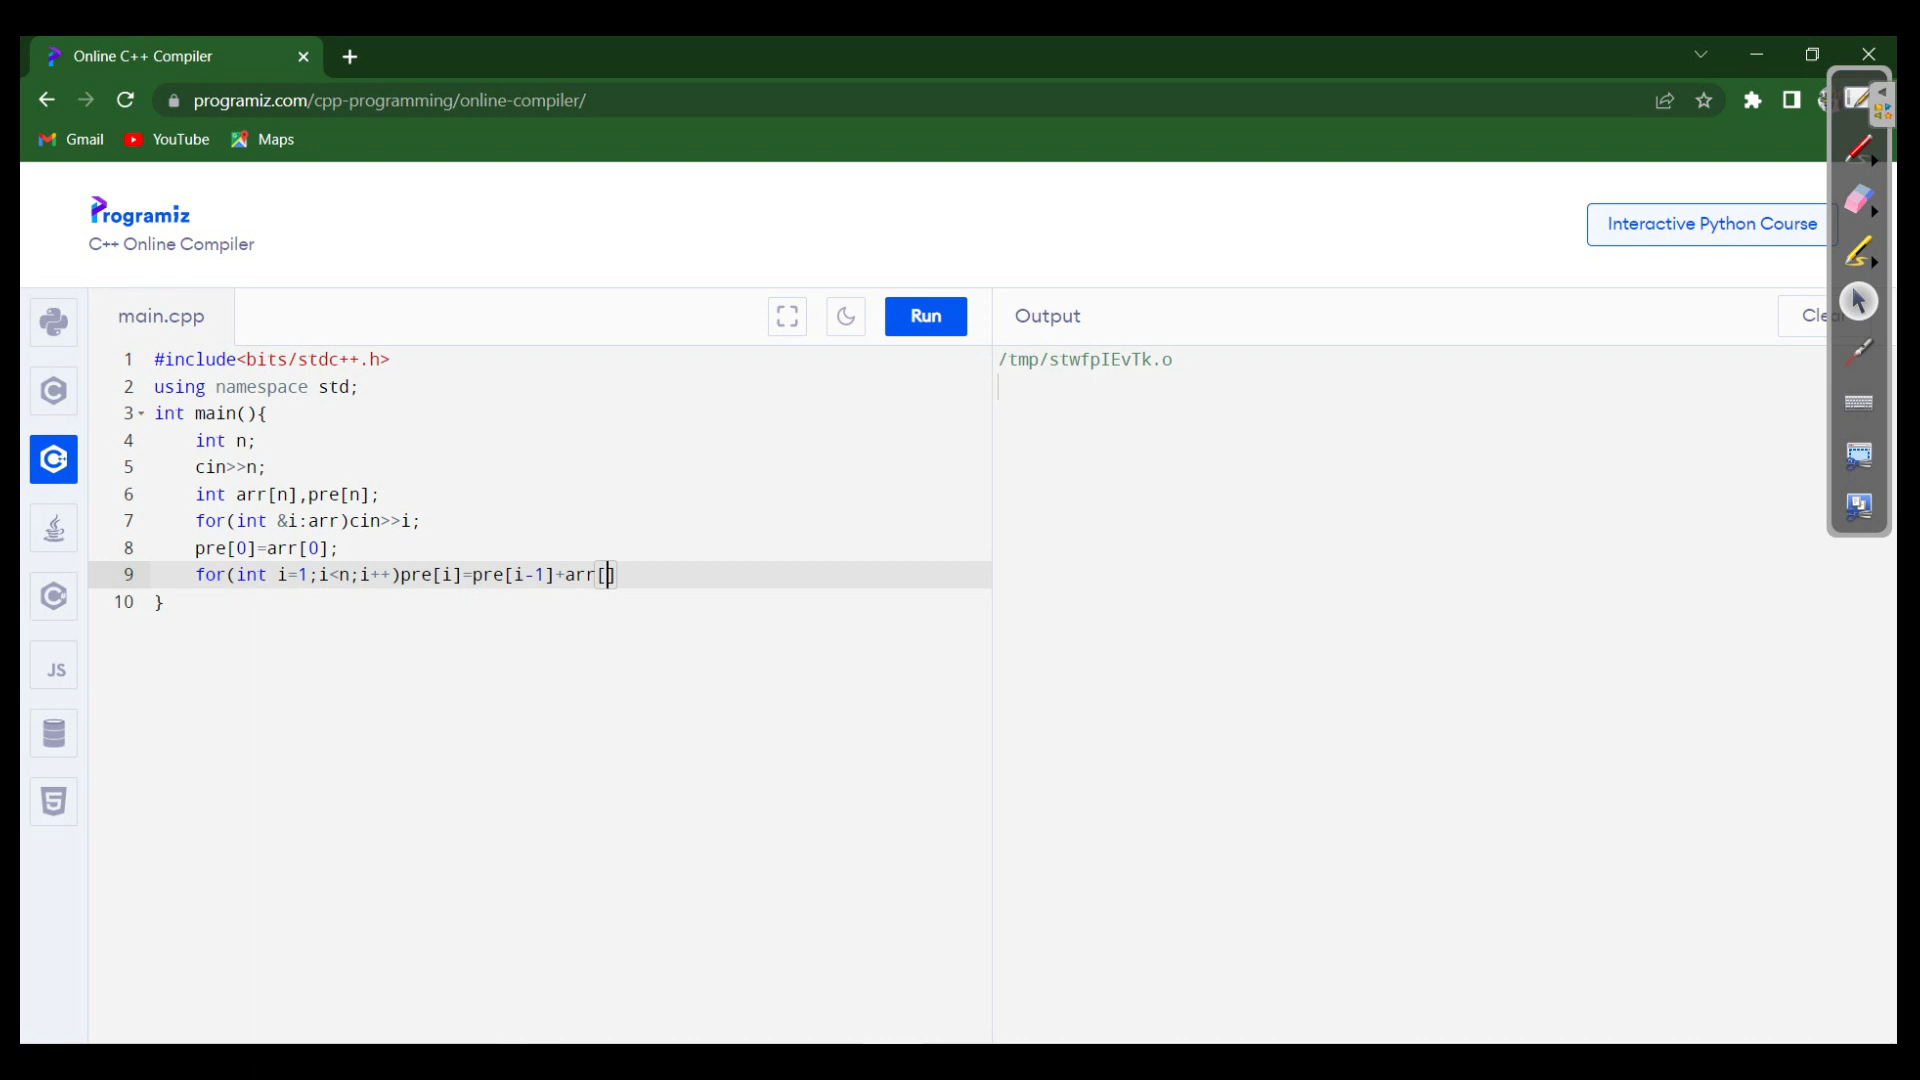 Online C++ Compiler
programiz.com/cpp-programming/online-compiler/
Gmail YouTube Maps
Programiz
C++ Online Compiler
Interactive Python Course
main.cpp
Run
Output
1 #include<bits/stdc++.h>
2 using namespace std;
3 int main(){
4 int n;
5 cin>>n;
6 int arr[n],pre[n];
7 for(int &i:arr)cin>>i;
8 pre[0]=arr[0];
9 for(int i=1;i<n;i++)pre[i]=pre[i-1]+arr[]
10 }
/tmp/stwfpIEvTk.o
JS